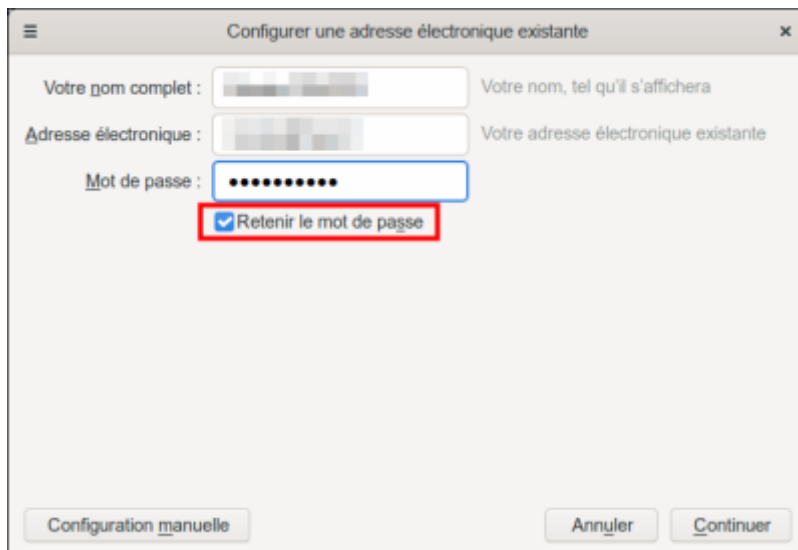 Configurer une adresse électronique existante
Votre nom complet : Votre nom, tel qu'il s'affichera
Adresse électronique : Votre adresse électronique existante
Mot de passe : ••••••••••
Retenir le mot de passe
Configuration manuelle Annuler Continuer